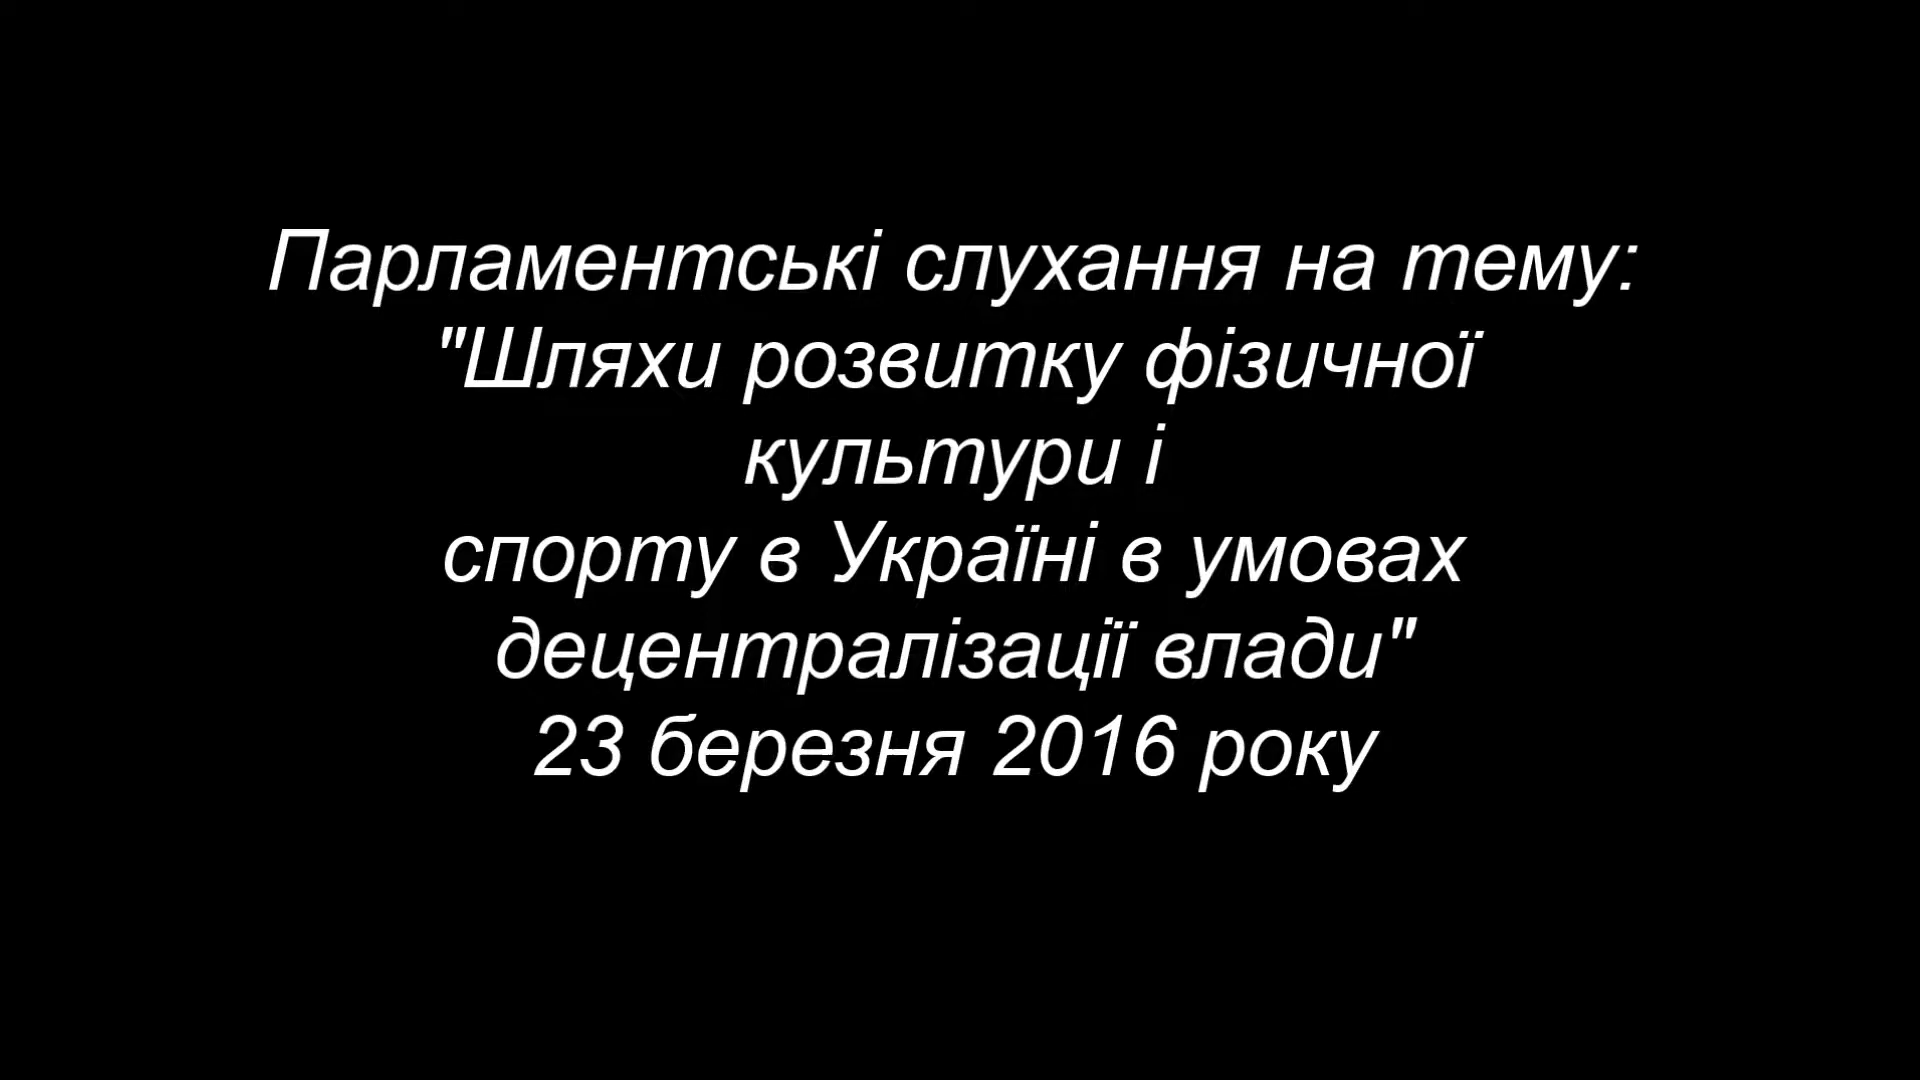 Парламентські слухання на тему:
"Шляхи розвитку фізичної
культури і
спорту в Україні в умовах
децентралізації влади"
23 березня 2016 року